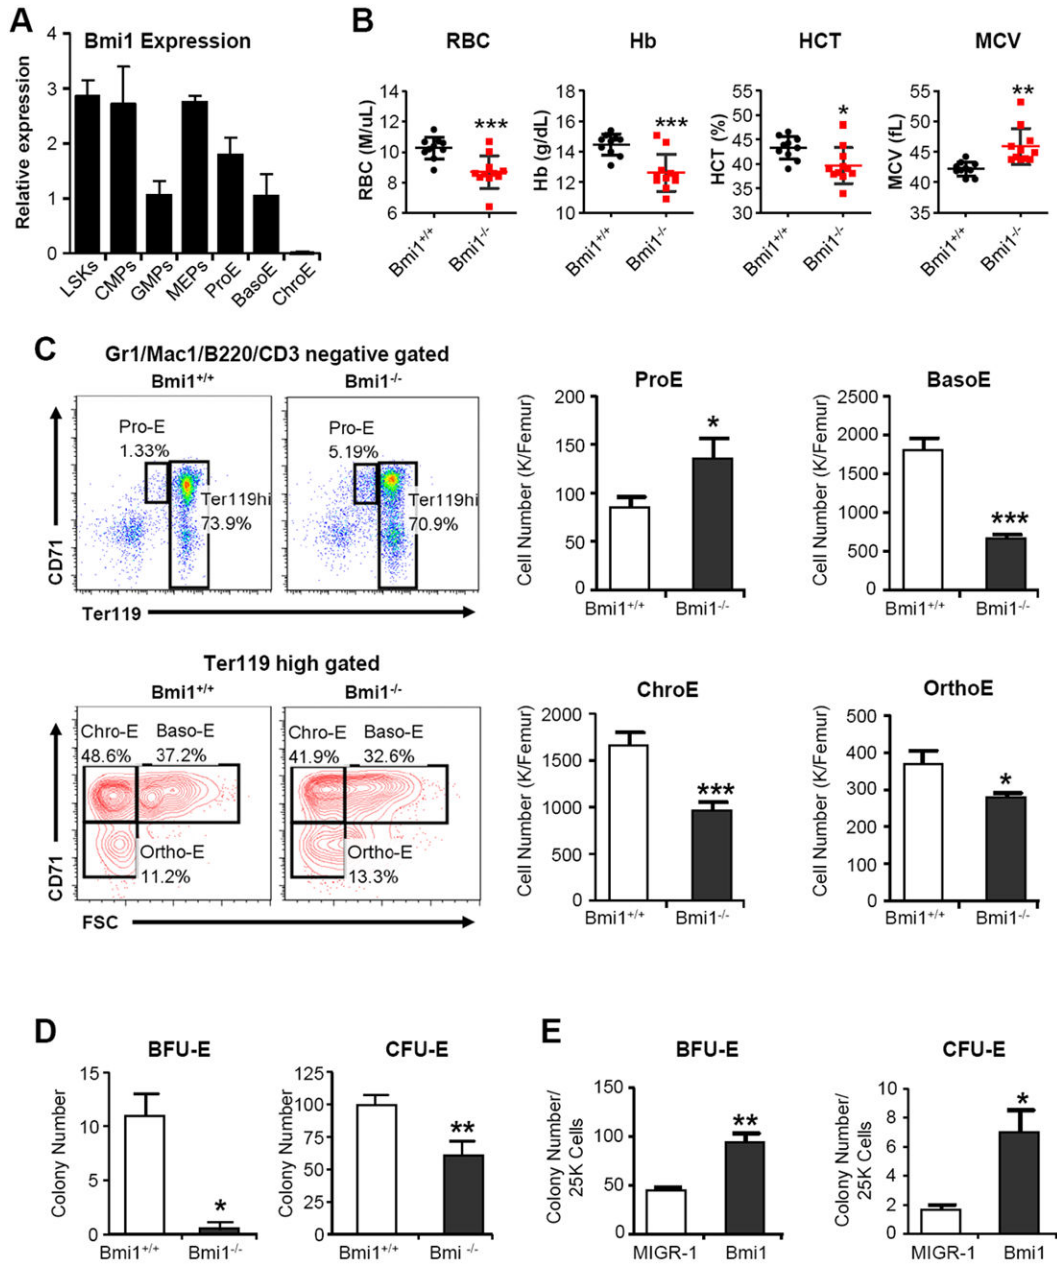 A
Bmi1 Expression
Relative expression
4
3
2
1
0
LSKs
CMPs
GMPs
MEPs
ProE
BasoE
ChroE
B
RBC
RBC (M/uL)
14
12
10
8
6
***
Bmi1+/+
Bmi1-/-
Hb
Hb (g/dL)
18
16
14
12
10
***
Bmi1+/+
Bmi1-/-
HCT
HCT (%)
55
50
45
40
35
30
*
Bmi1+/+
Bmi1-/-
MCV
MCV (fL)
55
50
45
40
35
**
Bmi1+/+
Bmi1-/-
C
Gr1/Mac1/B220/CD3 negative gated
Bmi1+/+
Bmi1-/-
Pro-E
1.33%
Ter119hi
73.9%
Pro-E
5.19%
Ter119hi
70.9%
CD71
Ter119
ProE
Cell Number (K/Femur)
200
150
100
50
0
*
Bmi1+/+
Bmi1-/-
BasoE
Cell Number (K/Femur)
2500
2000
1500
1000
500
0
***
Bmi1+/+
Bmi1-/-
Ter119 high gated
Bmi1+/+
Bmi1-/-
Chro-E
48.6%
Baso-E
37.2%
Ortho-E
11.2%
Chro-E
41.9%
Baso-E
32.6%
Ortho-E
13.3%
CD71
FSC
ChroE
Cell Number (K/Femur)
2000
1500
1000
500
0
***
Bmi1+/+
Bmi1-/-
OrthoE
Cell Number (K/Femur)
500
400
300
200
100
0
*
Bmi1+/+
Bmi1-/-
D
BFU-E
Colony Number
15
10
5
0
*
Bmi1+/+
Bmi1-/-
CFU-E
Colony Number
125
100
75
50
25
0
**
Bmi1+/+
Bmi -/-
E
BFU-E
Colony Number/
25K Cells
150
100
50
0
**
MIGR-1
Bmi1
CFU-E
Colony Number/
25K Cells
10
8
6
4
2
0
*
MIGR-1
Bmi1